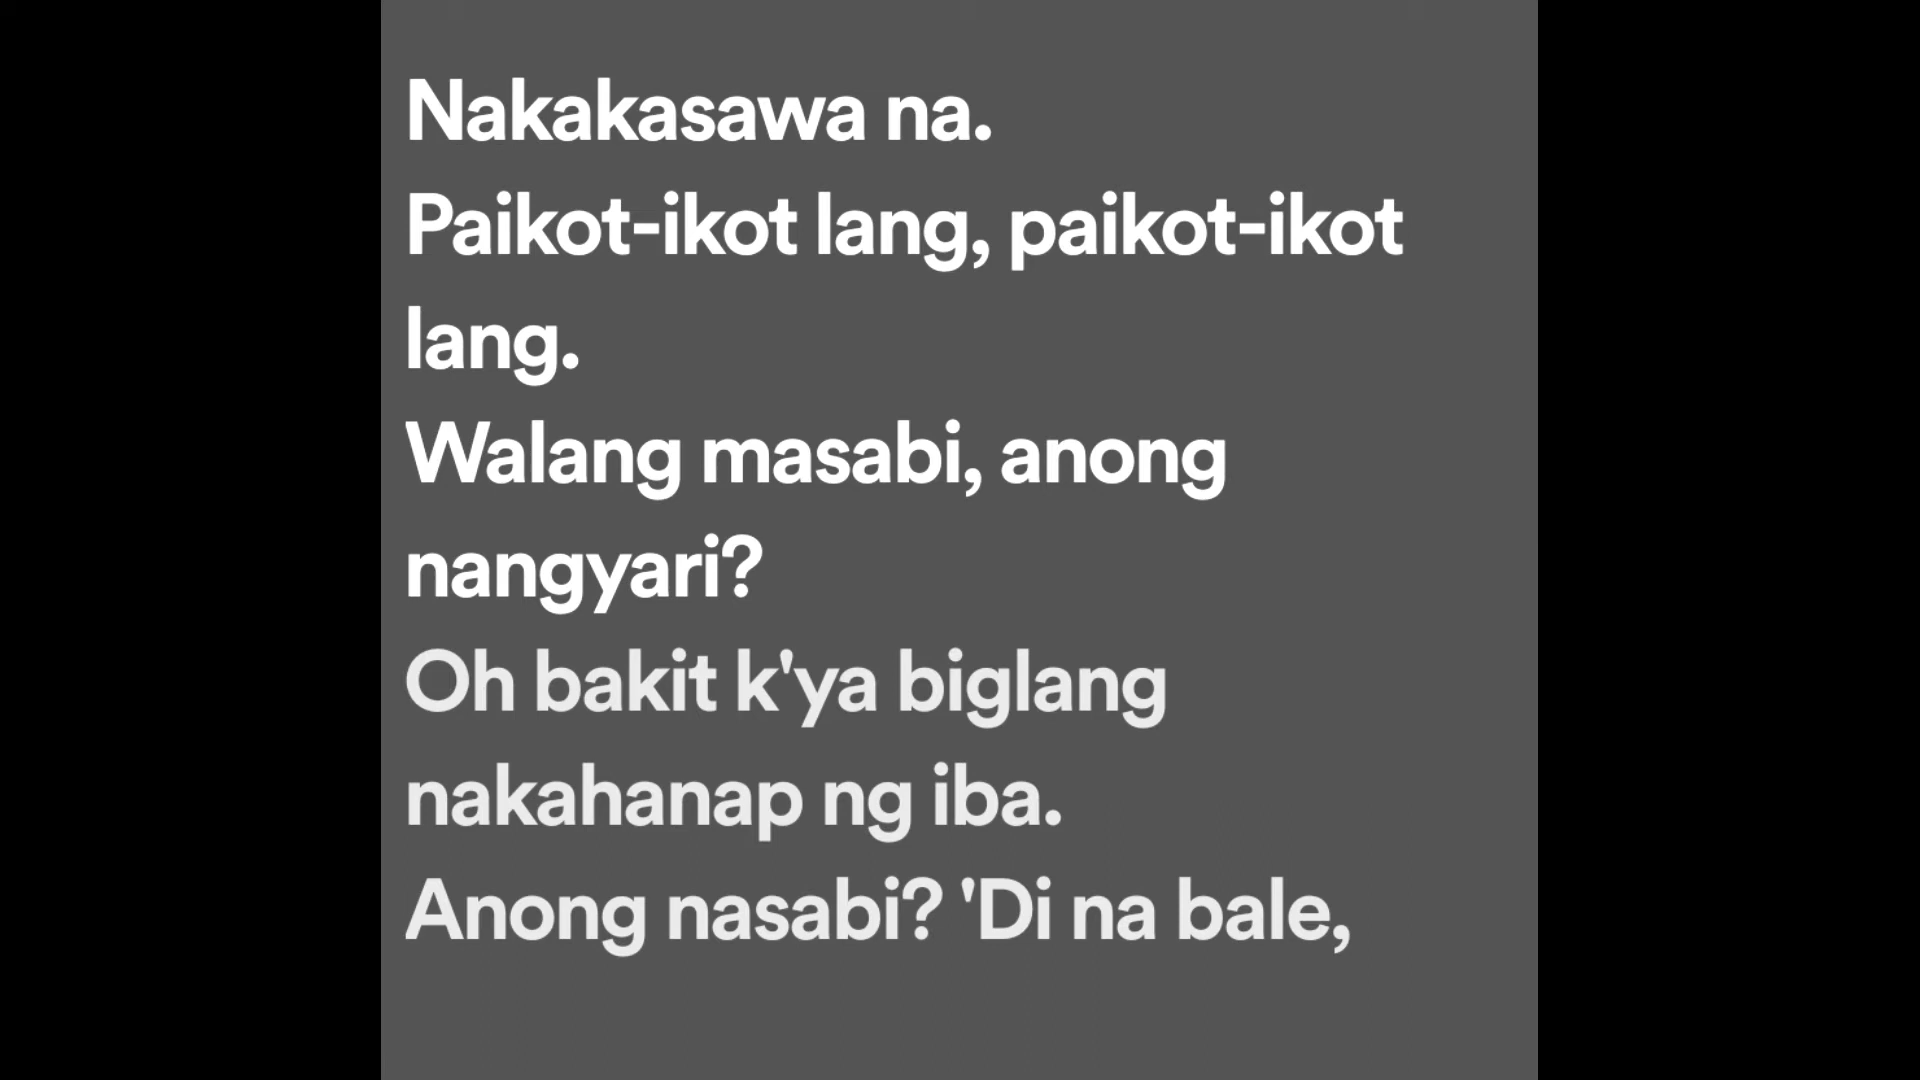 Nakakasawa na.
Paikot-ikot lang, paikot-ikot
lang.
Walang masabi, anong
nangyari?
Oh bakit k'ya biglang
nakahanap ng iba.
Anong nasabi? 'Di na bale,